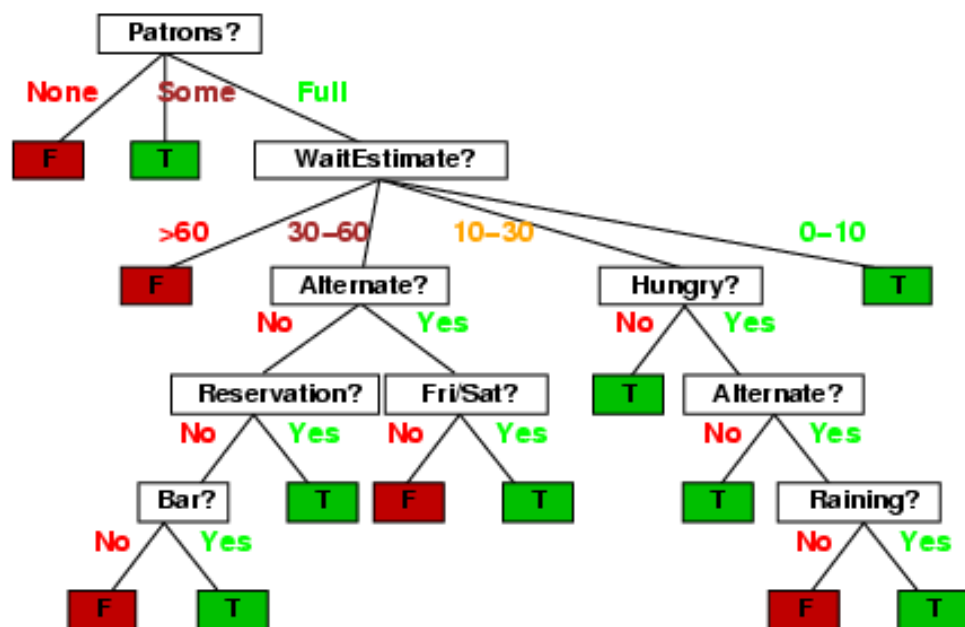 Patrons?
None Some Full
F T WaitEstimate?
>60 30–60 10–30 0–10
F Alternate? Hungry? T
No Yes No Yes
Reservation? Fri/Sat? T Alternate?
No Yes No Yes No Yes
Bar? T F T T Raining?
No Yes No Yes
F T F T